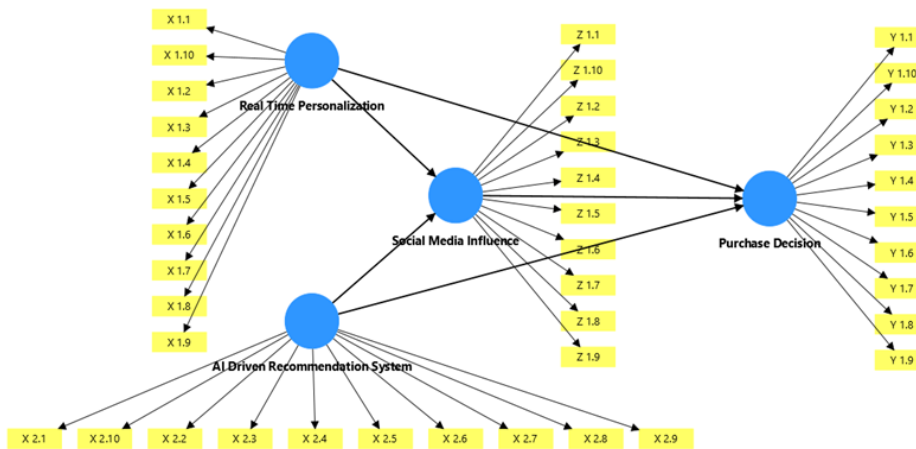 X 1.1
X 1.10
X 1.2
X 1.3
X 1.4
X 1.5
X 1.6
X 1.7
X 1.8
X 1.9
Real Time Personalization
Z 1.1
Z 1.10
Z 1.2
Z 1.3
Z 1.4
Z 1.5
Z 1.6
Z 1.7
Z 1.8
Z 1.9
Social Media Influence
Y 1.1
Y 1.10
Y 1.2
Y 1.3
Y 1.4
Y 1.5
Y 1.6
Y 1.7
Y 1.8
Y 1.9
Purchase Decision
AI Driven Recommendation System
X 2.1
X 2.10
X 2.2
X 2.3
X 2.4
X 2.5
X 2.6
X 2.7
X 2.8
X 2.9